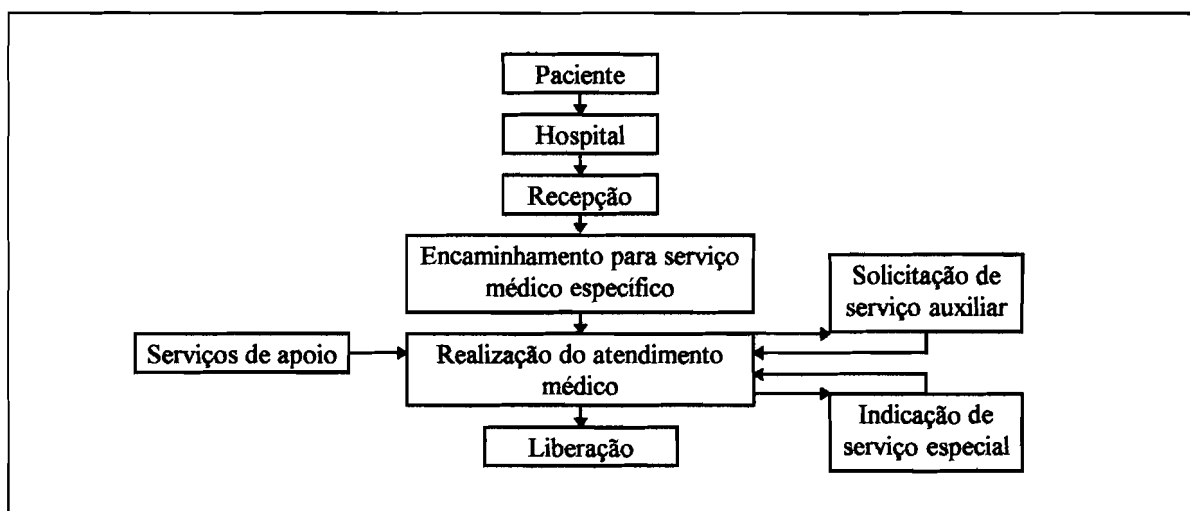 Paciente
Hospital
Recepção
Encaminhamento para serviço
médico específico
Solicitação de
serviço auxiliar
Serviços de apoio
Realização do atendimento
médico
Indicação de
serviço especial
Liberação